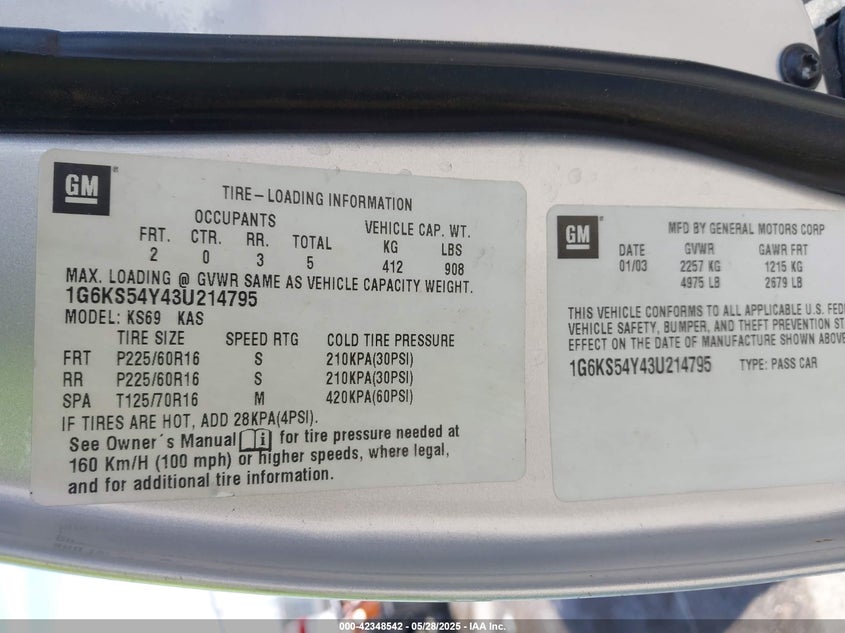 GM
TIRE-LOADING INFORMATION
OCCUPANTS VEHICLE CAP. WT.
FRT. CTR. RR. TOTAL KG LBS
2 0 3 5 412 908
MAX. LOADING @ GVWR SAME AS VEHICLE CAPACITY WEIGHT.
1G6KS54Y43U214795
MODEL: KS69 KAS
TIRE SIZE SPEED RTG COLD TIRE PRESSURE
FRT P225/60R16 S 210KPA(30PSI)
RR P225/60R16 S 210KPA(30PSI)
SPA T125/70R16 M 420KPA(60PSI)
IF TIRES ARE HOT, ADD 28KPA(4PSI).
See Owner´s Manual for tire pressure needed at
160 Km/H (100 mph) or higher speeds, where legal,
and for additional tire information.
GM
MFD BY GENERAL MOTORS CORP
DATE GVWR GAWR FRT
01/03 2257 KG 1215 KG
4975 LB 2679 LB
THIS VEHICLE CONFORMS TO ALL APPLICABLE U.S. FED
VEHICLE SAFETY, BUMPER, AND THEFT PREVENTION ST
EFFECT ON THE DATE OF MANUFACTURE SHOWN ABOVE
1G6KS54Y43U214795 TYPE: PASS CAR
000-42348542 - 05/28/2025 - IAA Inc.